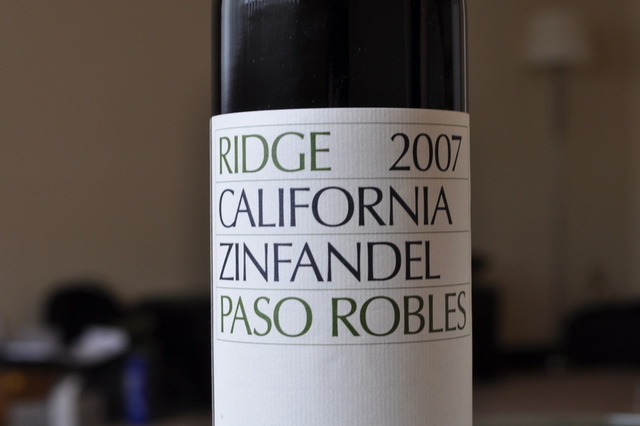 RIDGE 2007
CALIFORNIA
ZINFANDEL
PASO ROBLES